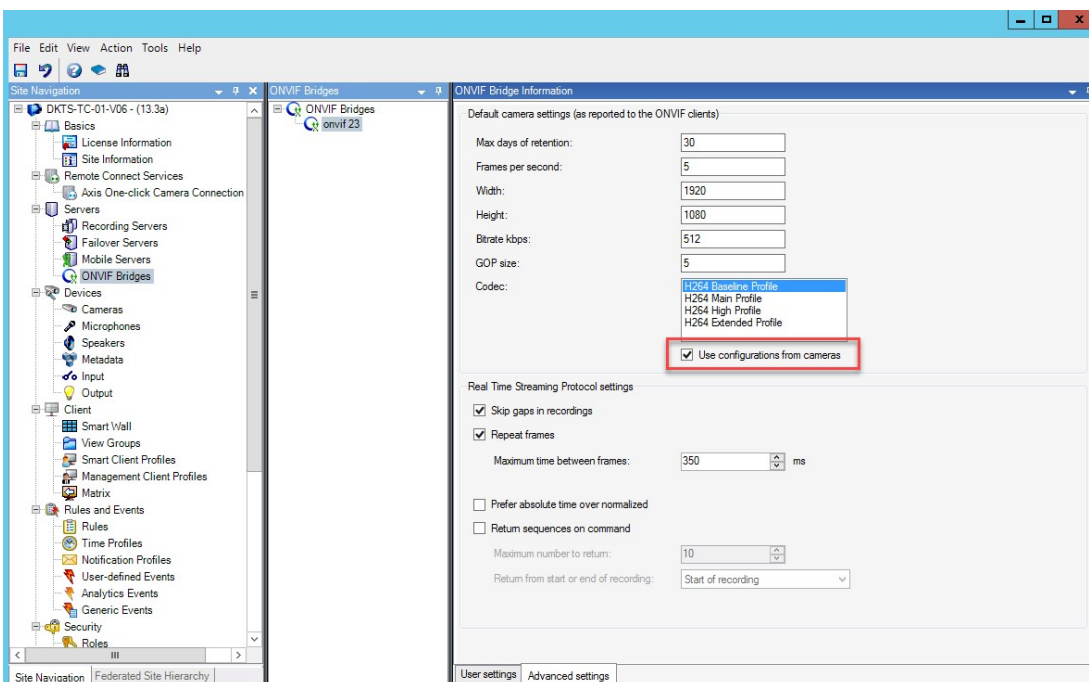 File Edit View Action Tools Help
Site Navigation
DKTS-TC-01-V06 - (13.3a)
Basics
License Information
Site Information
Remote Connect Services
Axis One-click Camera Connection
Servers
Recording Servers
Failover Servers
Mobile Servers
ONVIF Bridges
Devices
Cameras
Microphones
Speakers
Metadata
Input
Output
Client
Smart Wall
View Groups
Smart Client Profiles
Management Client Profiles
Matrix
Rules and Events
Rules
Time Profiles
Notification Profiles
User-defined Events
Analytics Events
Generic Events
Security
Roles
Site Navigation Federated Site Hierarchy
ONVIF Bridges
ONVIF Bridges
onvif 23
ONVIF Bridge Information
Default camera settings (as reported to the ONVIF clients)
Max days of retention: 30
Frames per second: 5
Width: 1920
Height: 1080
Bitrate kbps: 512
GOP size: 5
Codec: H264 Baseline Profile
H264 Main Profile
H264 High Profile
H264 Extended Profile
Use configurations from cameras
Real Time Streaming Protocol settings
Skip gaps in recordings
Repeat frames
Maximum time between frames: 350 ms
Prefer absolute time over normalized
Return sequences on command
Maximum number to return: 10
Return from start or end of recording: Start of recording
User settings Advanced settings